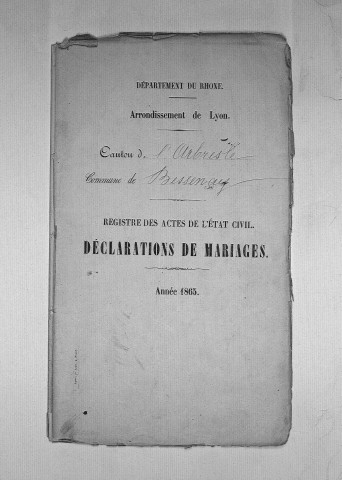 DÉPARTEMENT DU RHONE.
Arrondissement de Lyon.
Canton d. l'Arbresle
Commune de Bessenay
REGISTRE DES ACTES DE L'ÉTAT CIVIL.
DÉCLARATIONS DE MARIAGES.
Année 1865.